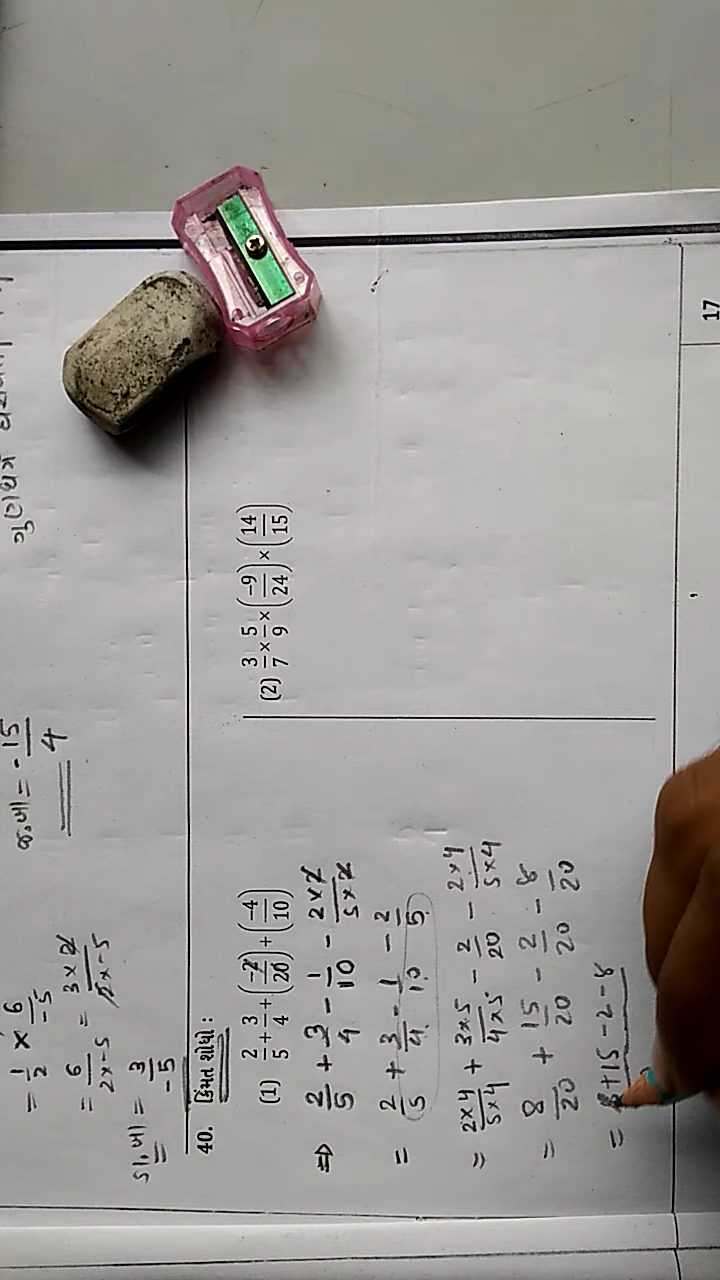 ગુણાકાર
= 1/2 × 6/-5
= 6/2×-5 = 3×2/2×-5
ડા.બા = 3/-5
જ.બા = -15/4
40. કિંમત શોધો :
(1) 2/5 + 3/4 + (-2/20) + (-4/10)
⇒ 2/5 + 3/4 - 1/10 - 2×2/5×2
= 2/5 + 3/4 - 1/10 - 2/5
= 2×4/5×4 + 3×5/4×5 - 2/20 - 2×4/5×4
= 8/20 + 15/20 - 2/20 - 8/20
= 8+15-2-8
(2) 3/7 × 5/9 × (-9/24) × (14/15)
17